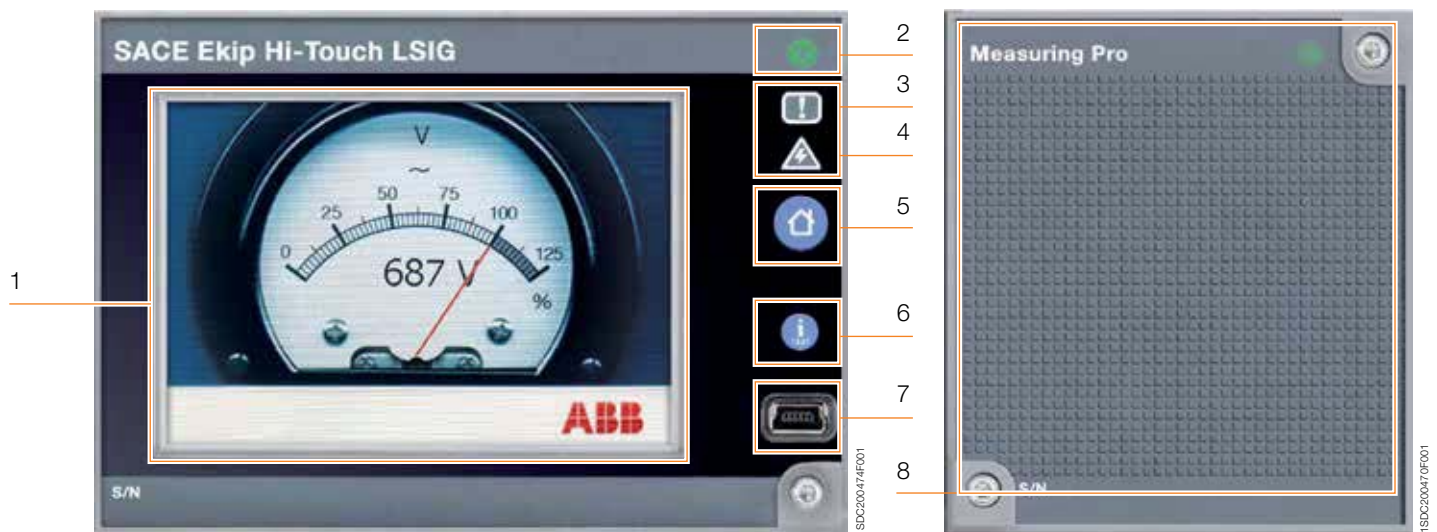 SACE Ekip Hi-Touch LSIG
V
~
0 25 50 75 100 125
687 V
%
ABB
S/N
1SDC200474F001
1
2
3
4
5
6
7
8
Measuring Pro
S/N
1SDC200470F001